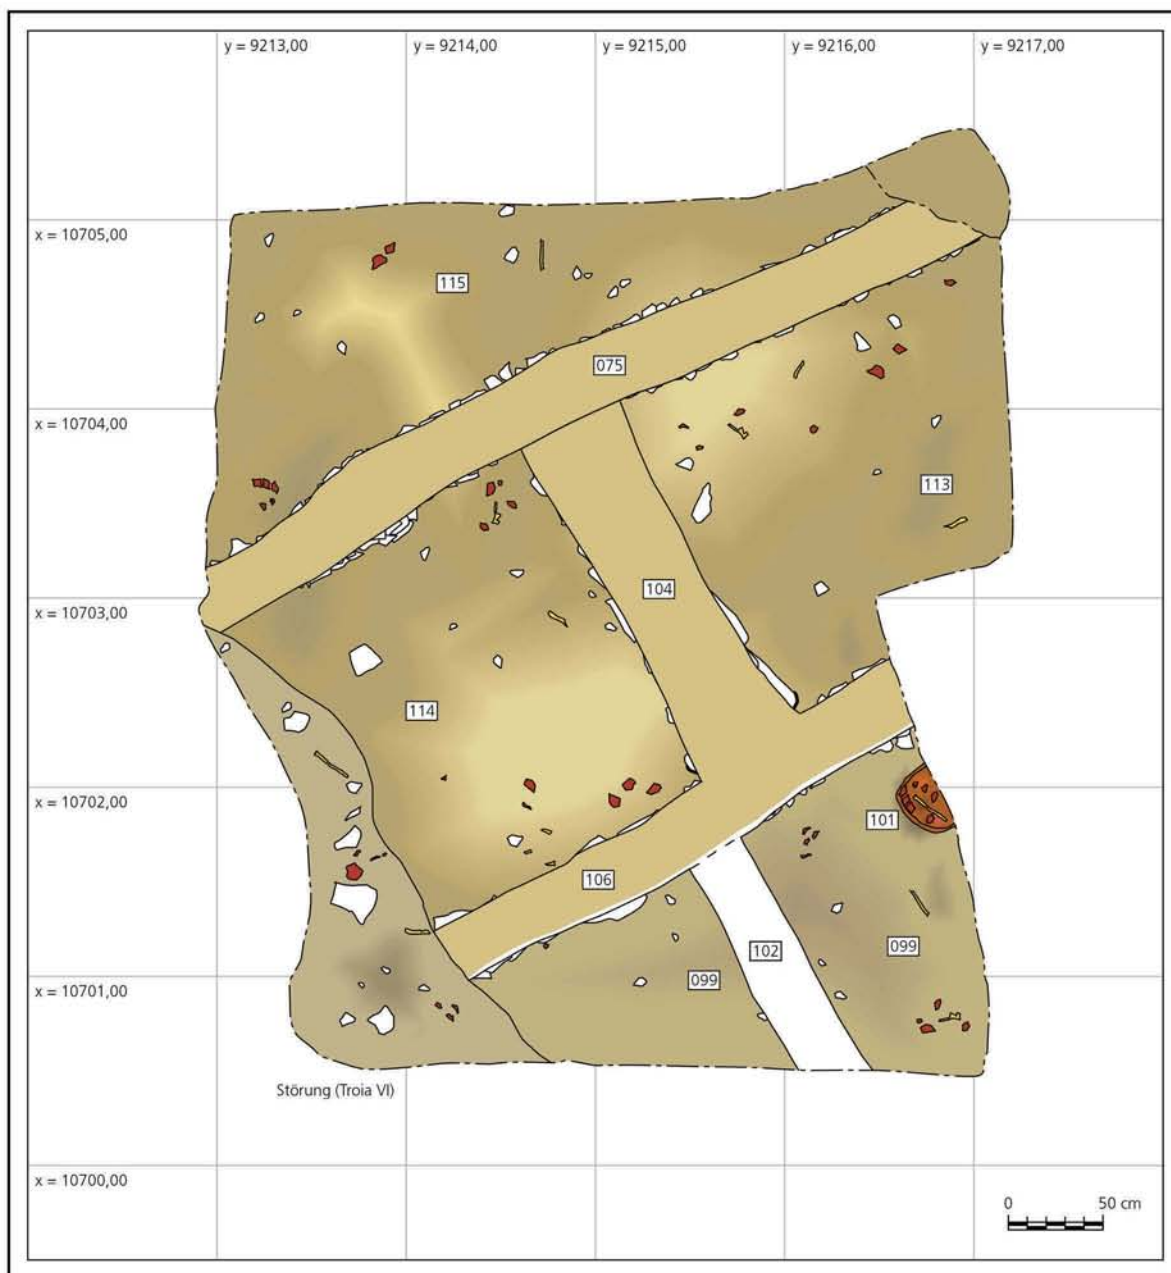 y = 9213,00
y = 9214,00
y = 9215,00
y = 9216,00
y = 9217,00
x = 10705,00
115
075
x = 10704,00
113
104
x = 10703,00
114
x = 10702,00
101
106
099
102
099
x = 10701,00
Störung (Troia VI)
x = 10700,00
0 50 cm